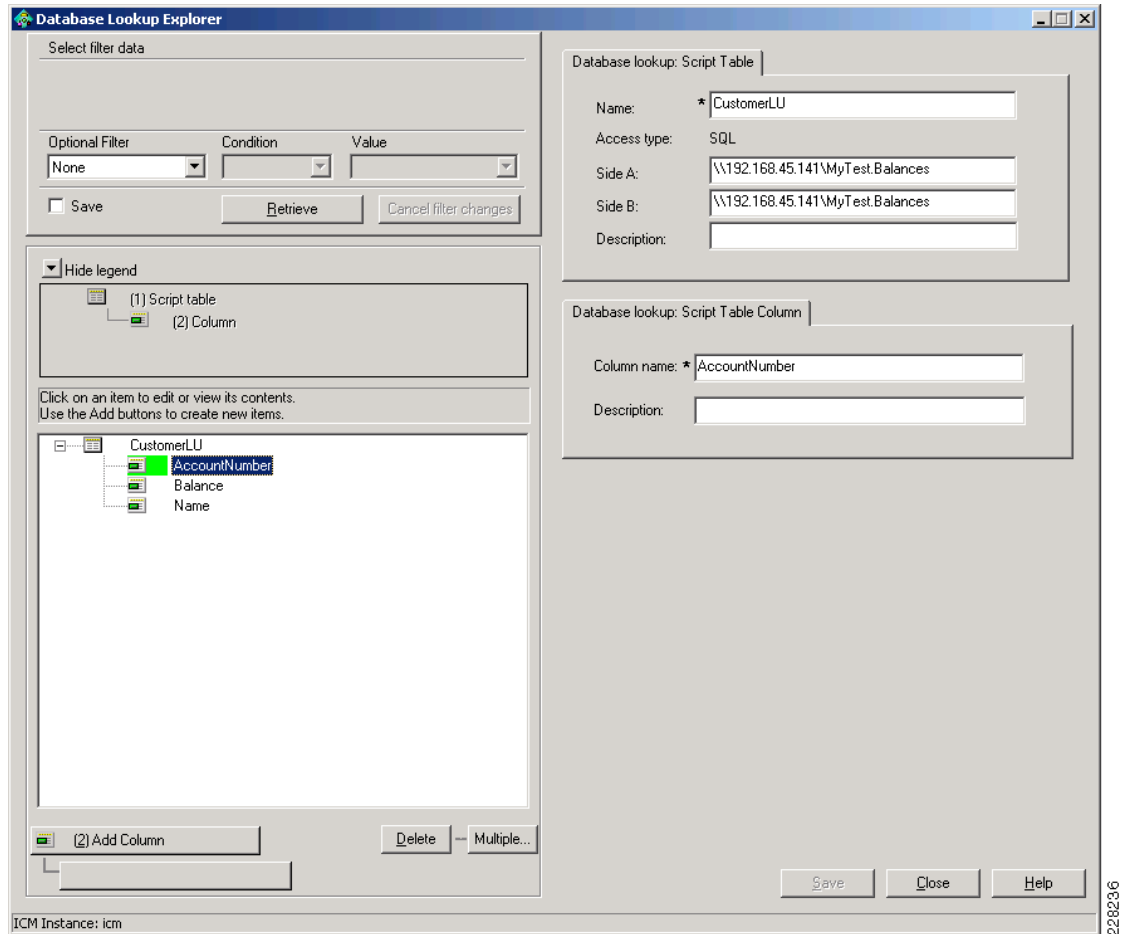 Database Lookup Explorer
Select filter data
Optional Filter Condition Value
None
Save Retrieve Cancel filter changes
Hide legend
(1) Script table
(2) Column
Click on an item to edit or view its contents.
Use the Add buttons to create new items.
CustomerLU
AccountNumber
Balance
Name
(2) Add Column Delete Multiple...
Database lookup: Script Table
Name: * CustomerLU
Access type: SQL
Side A: \\192.168.45.141\MyTest.Balances
Side B: \\192.168.45.141\MyTest.Balances
Description:
Database lookup: Script Table Column
Column name: * AccountNumber
Description:
Save Close Help
ICM Instance: icm
228236